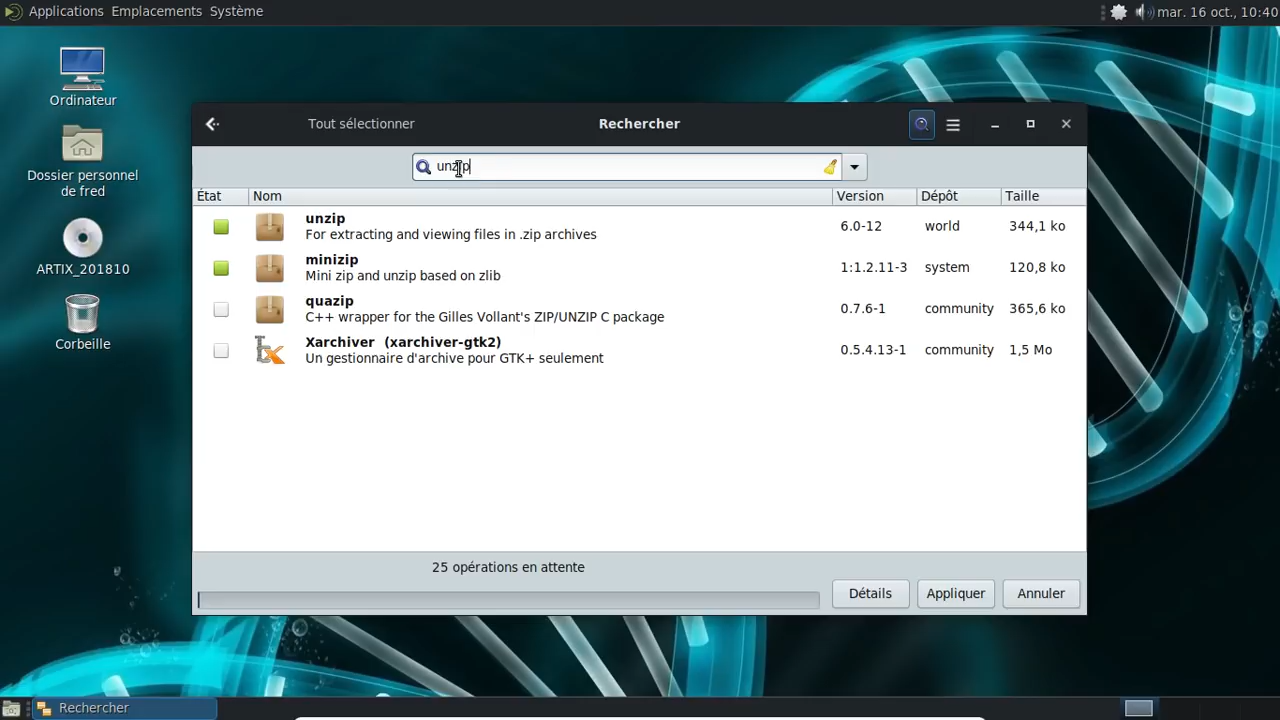 Applications Emplacements Système
mar. 16 oct., 10:40
Ordinateur
Dossier personnel
de fred
ARTIX_201810
Corbeille
Tout sélectionner
Rechercher
unzip
État Nom Version Dépôt Taille
unzip
For extracting and viewing files in .zip archives
6.0-12 world 344,1 ko
minizip
Mini zip and unzip based on zlib
1:1.2.11-3 system 120,8 ko
quazip
C++ wrapper for the Gilles Vollant's ZIP/UNZIP C package
0.7.6-1 community 365,6 ko
Xarchiver (xarchiver-gtk2)
Un gestionnaire d'archive pour GTK+ seulement
0.5.4.13-1 community 1,5 Mo
25 opérations en attente
Détails Appliquer Annuler
Rechercher